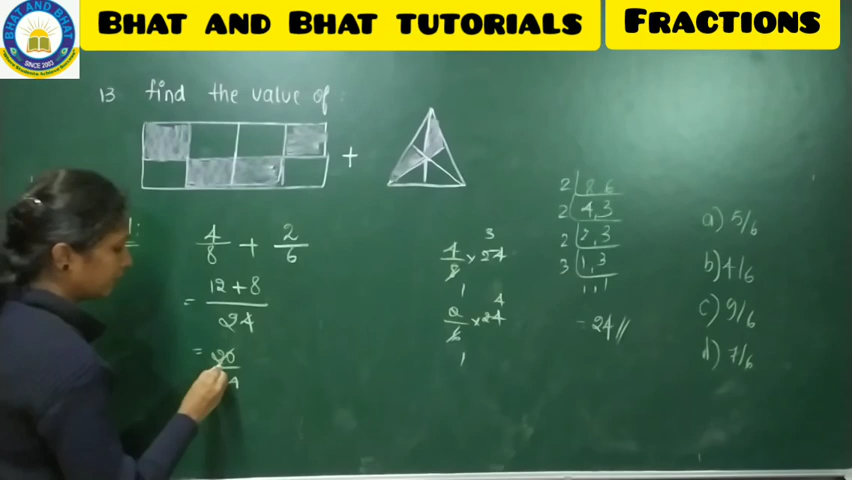 BHAT AND BHAT TUTORIALS
FRACTIONS
BHAT AND BHAT
SINCE 2003
13 find the value of :
+
4/8 + 2/6
= 12 + 8 / 24
= 20 /
4/8 × 24 3
1
2/6 × 24 4
1
2 | 8 6
2 | 4, 3
2 | 2, 3
3 | 1, 3
1, 1
= 24 //
a) 5/6
b) 4/6
c) 9/6
d) 7/6